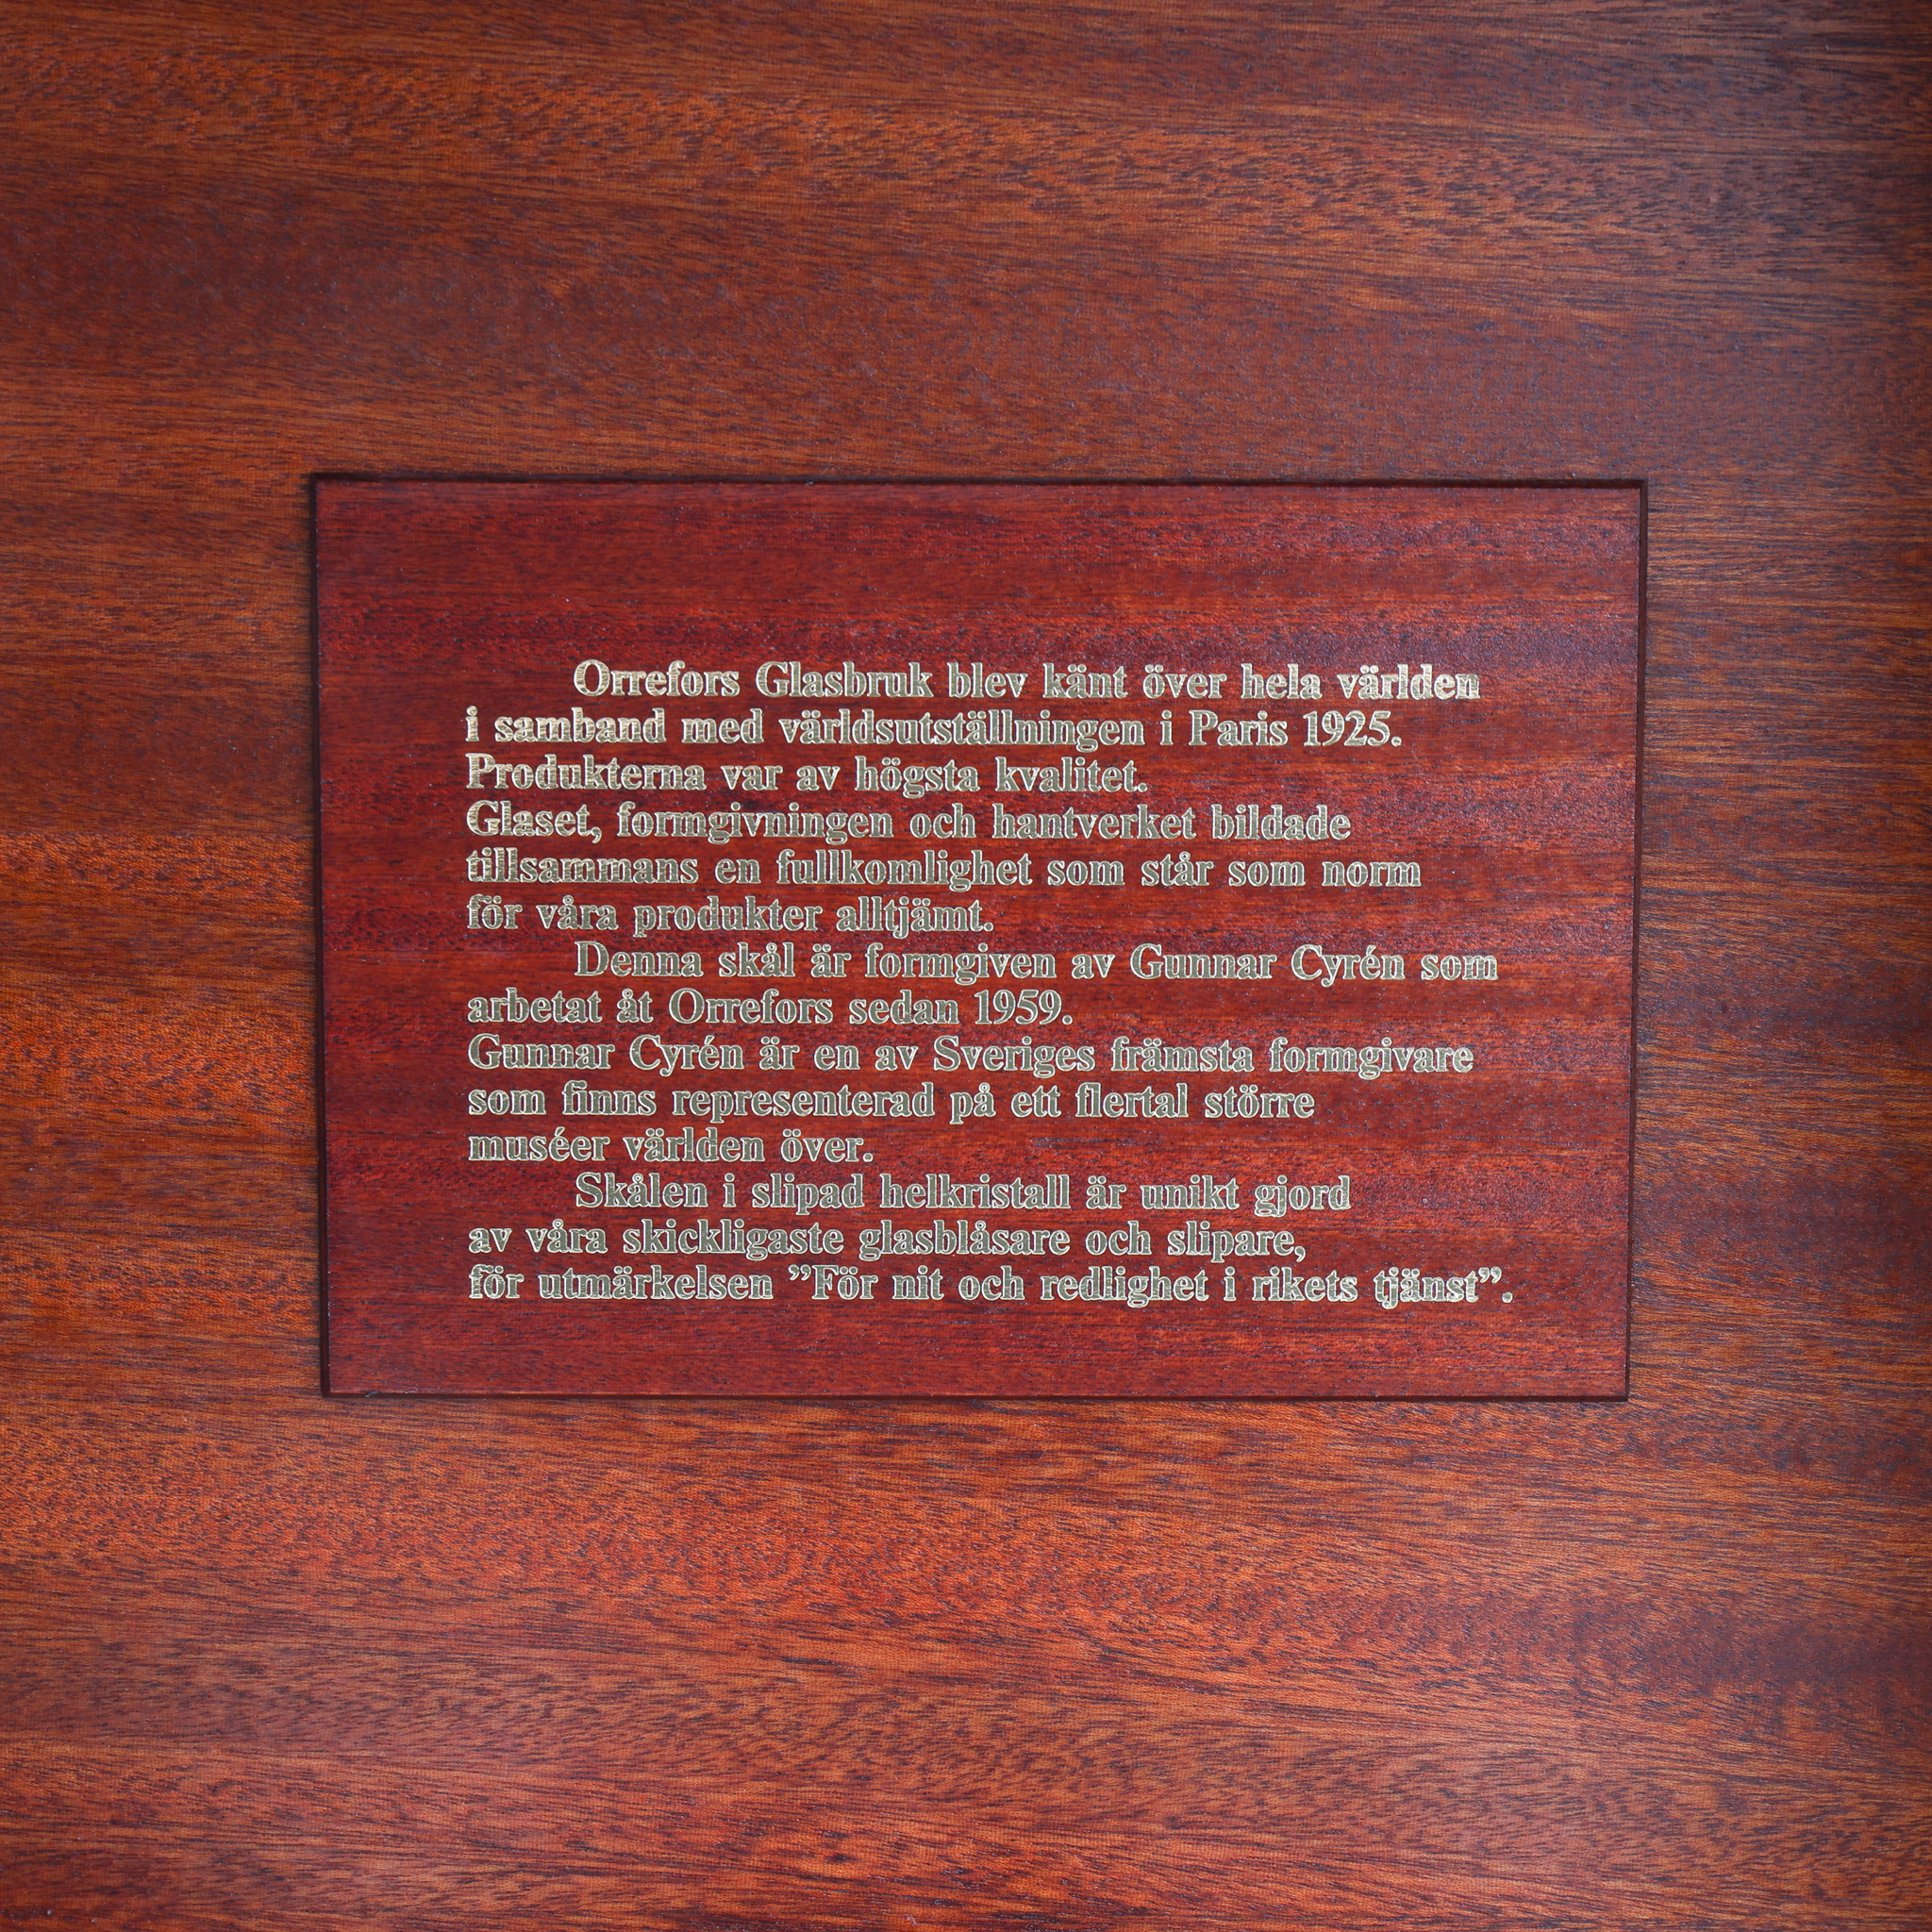 Orrefors Glasbruk blev känt över hela världen
i samband med världsutställningen i Paris 1925.
Produkterna var av högsta kvalitet.
Glaset, formgivningen och hantverket bildade
tillsammans en fullkomlighet som står som norm
för våra produkter alltjämt.
Denna skål är formgiven av Gunnar Cyrén som
arbetat åt Orrefors sedan 1959.
Gunnar Cyrén är en av Sveriges främsta formgivare
som finns representerad på ett flertal större
muséer världen över.
Skålen i slipad helkristall är unikt gjord
av våra skickligaste glasblåsare och slipare,
för utmärkelsen ”För nit och redlighet i rikets tjänst”.